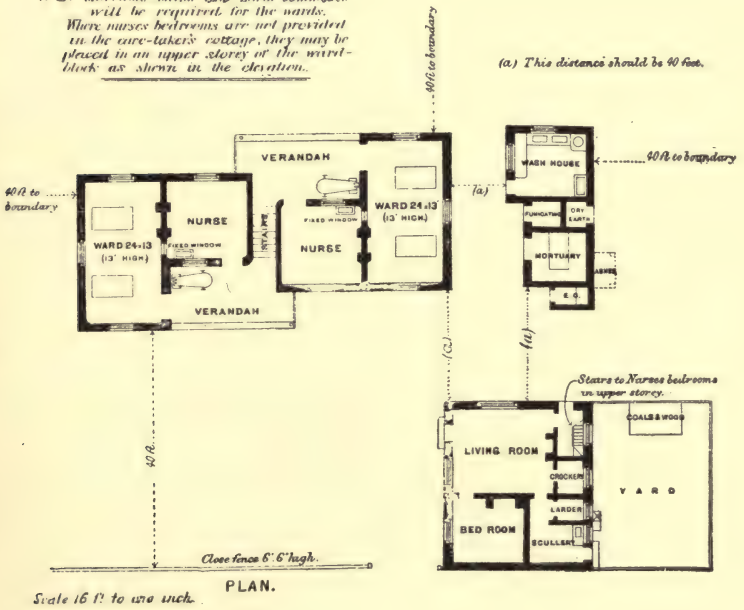 will be required for the wards.
Where nurses bedrooms are not provided
in the care-taker's cottage, they may be
placed in an upper storey of the ward-
block as shewn in the elevation.
(a) This distance should be 40 feet.
40 ft to boundary
VERANDAH
WASH HOUSE
40 ft to boundary
40 ft to
boundary
(a)
NURSE
WARD 24×13
(13' HIGH.)
FIXED WINDOW
FUMIGATING
DRY
EARTH
STAIRS
WARD 24×13
(13' HIGH.)
FIXED WINDOW
NURSE
MORTUARY
ASHES
E.C.
VERANDAH
(a)
(a)
Stairs to Nurses bedrooms
in upper storey.
COALS & WOOD
LIVING ROOM
40 ft.
CROCKERY
YARD
LARDER
BED ROOM
SCULLERY
Close fence 6' 6" high.
PLAN.
Scale 16 ft to one inch.